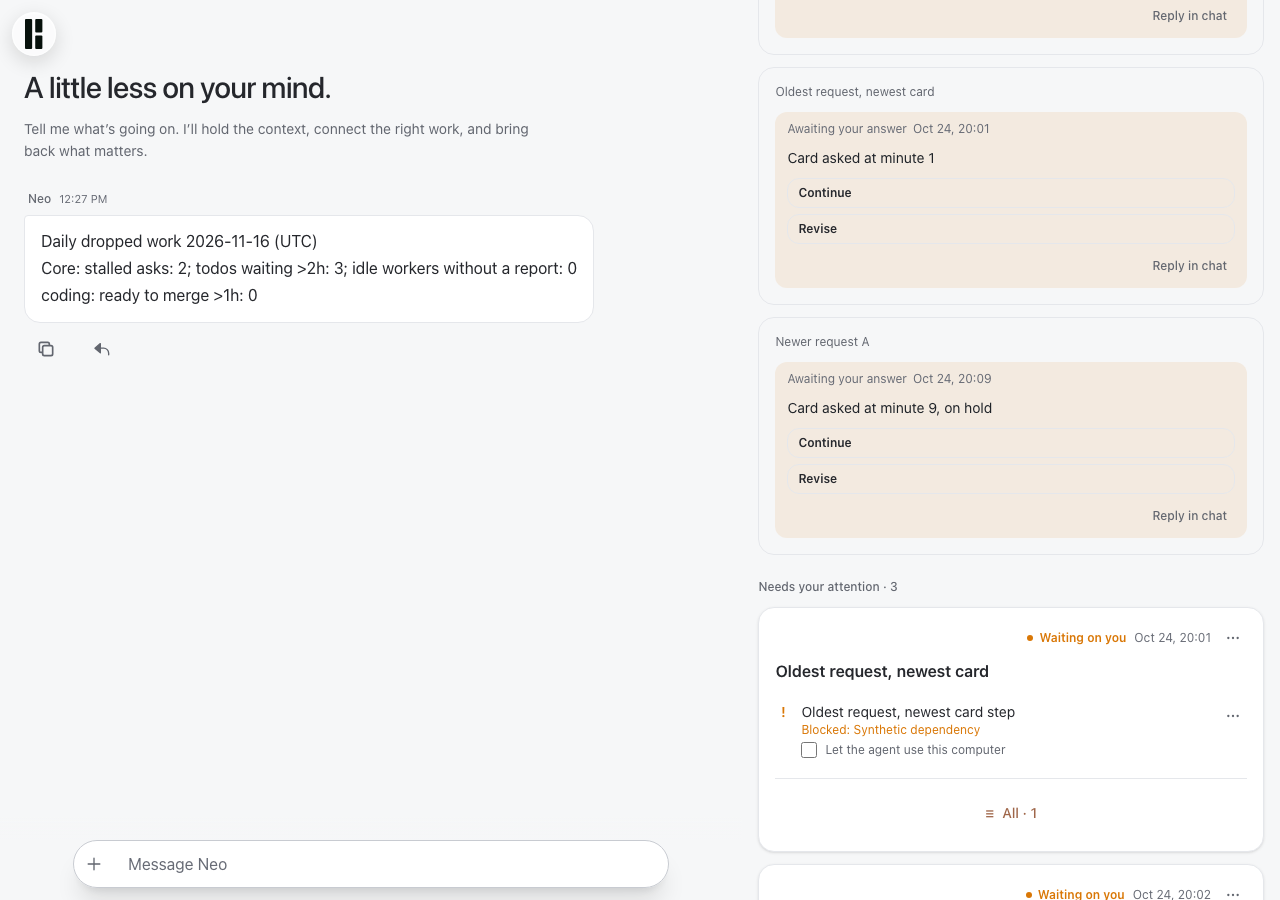 A little less on your mind.
Tell me what’s going on. I’ll hold the context, connect the right work, and bring
back what matters.
Neo 12:27 PM
Daily dropped work 2026-11-16 (UTC)
Core: stalled asks: 2; todos waiting >2h: 3; idle workers without a report: 0
coding: ready to merge >1h: 0
Message Neo
Reply in chat
Oldest request, newest card
Awaiting your answer Oct 24, 20:01
Card asked at minute 1
Continue
Revise
Reply in chat
Newer request A
Awaiting your answer Oct 24, 20:09
Card asked at minute 9, on hold
Continue
Revise
Reply in chat
Needs your attention · 3
Waiting on you Oct 24, 20:01
Oldest request, newest card
! Oldest request, newest card step
Blocked: Synthetic dependency
Let the agent use this computer
All · 1
Waiting on you Oct 24, 20:02